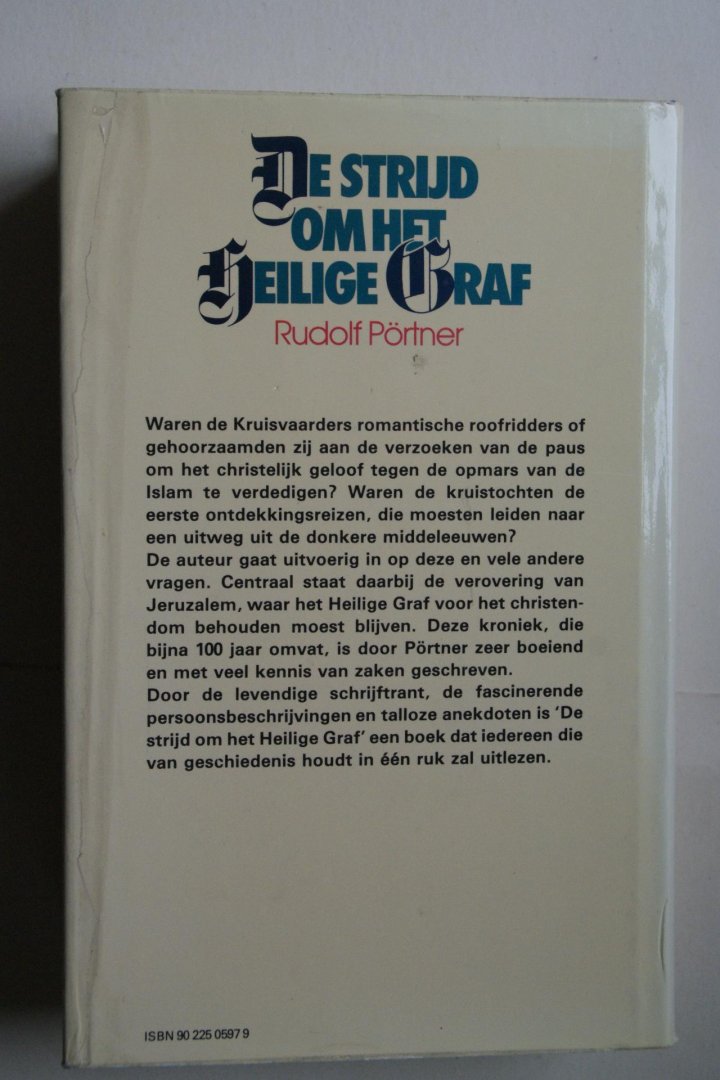 DE STRIJD
OM HET
HEILIGE GRAF
Rudolf Pörtner
Waren de Kruisvaarders romantische roofridders of
gehoorzaamden zij aan de verzoeken van de paus
om het christelijk geloof tegen de opmars van de
Islam te verdedigen? Waren de kruistochten de
eerste ontdekkingsreizen, die moesten leiden naar
een uitweg uit de donkere middeleeuwen?
De auteur gaat uitvoerig in op deze en vele andere
vragen. Centraal staat daarbij de verovering van
Jeruzalem, waar het Heilige Graf voor het christen-
dom behouden moest blijven. Deze kroniek, die
bijna 100 jaar omvat, is door Pörtner zeer boeiend
en met veel kennis van zaken geschreven.
Door de levendige schrijftrant, de fascinerende
persoonsbeschrijvingen en talloze anekdoten is 'De
strijd om het Heilige Graf' een boek dat iedereen die
van geschiedenis houdt in één ruk zal uitlezen.
ISBN 90 225 0597 9